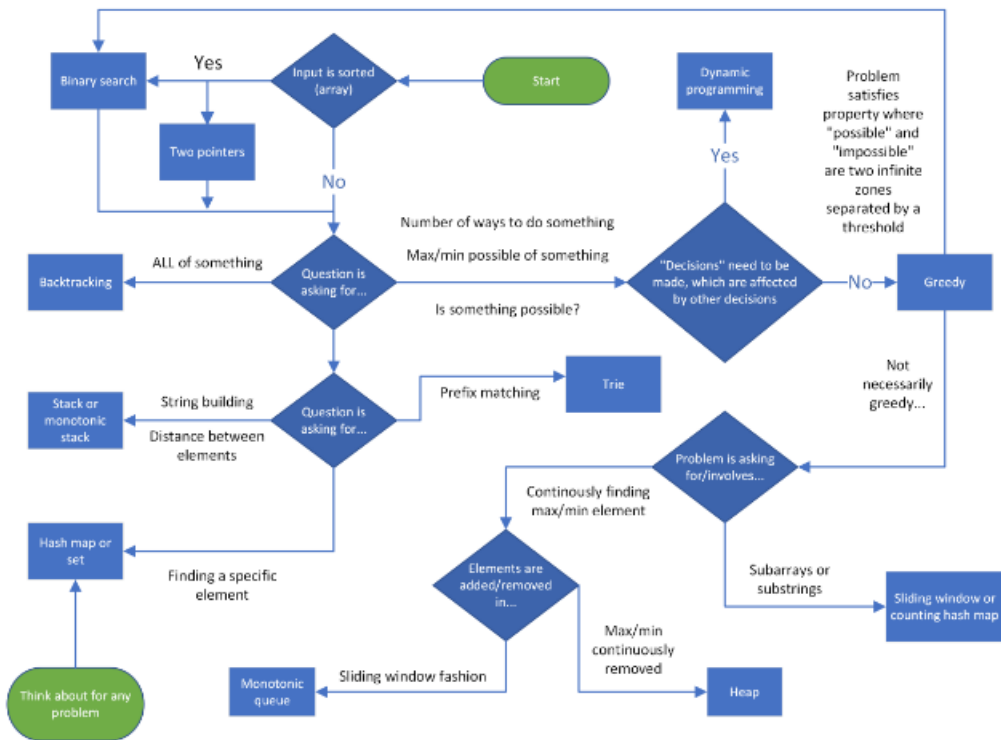 Start
Input is sorted
(array)
Yes
Binary search
Two pointers
No
Dynamic
programming
Yes
Problem
satisfies
property where
"possible" and
"impossible"
are two infinite
zones
separated by a
threshold
Number of ways to do something
Max/min possible of something
Is something possible?
ALL of something
Backtracking
Question is
asking for...
"Decisions" need to be
made, which are affected
by other decisions
No
Greedy
Not
necessarily
greedy...
Prefix matching
Trie
Stack or
monotonic
stack
String building
Distance between
elements
Question is
asking for...
Problem is asking
for/involves...
Continously finding
max/min element
Hash map or
set
Finding a specific
element
Elements are
added/removed
in...
Subarrays or
substrings
Sliding window or
counting hash map
Max/min
continuously
removed
Think about for any
problem
Monotonic
queue
Sliding window fashion
Heap